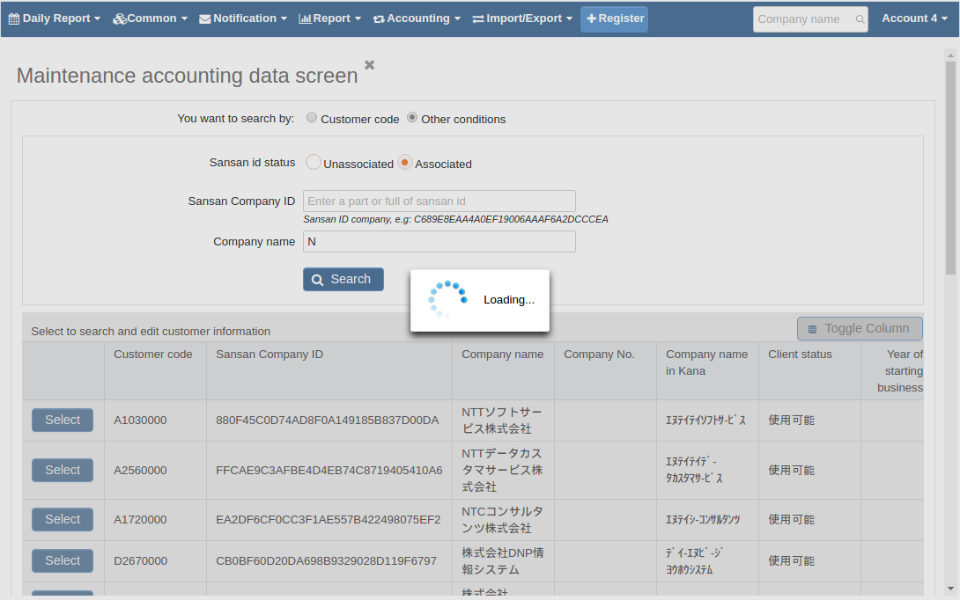 Daily Report Common Notification Report Accounting Import/Export Register Company name Account 4
Maintenance accounting data screen
You want to search by: Customer code Other conditions
Sansan id status Unassociated Associated
Sansan Company ID Enter a part or full of sansan id
Sansan ID company, e.g: C689E8EAA4A0EF19006AAAF6A2DCCCEA
Company name N
Search
Loading...
Select to search and edit customer information
Toggle Column
Customer code Sansan Company ID Company name Company No. Company name Client status Year of
in Kana starting
business
Select A1030000 880F45C0D74AD8F0A149185B837D00DA NTTソフトサー ｴﾇﾃｲﾃｲｿﾌﾄｻｰﾋﾞｽ 使用可能
ビス株式会社
Select A2560000 FFCAE9C3AFBE4D4EB74C8719405410A6 NTTデータカス ｴﾇﾃｲﾃｲﾃﾞｰ 使用可能
タマサービス株 ﾀｶｽﾀﾏｻｰﾋﾞｽ
式会社
Select A1720000 EA2DF6CF0CC3F1AE557B422498075EF2 NTCコンサルタ ｴﾇﾃｲｼｰｺﾝｻﾙﾀﾝﾂ 使用可能
ンツ株式会社
Select D2670000 CB0BF60D20DA698B9329028D119F6797 株式会社DNP情 ﾃﾞｲｰｴﾇﾋﾟｰｼﾞ 使用可能
報システム ﾖｳﾎｳｼｽﾃﾑ
株式会社